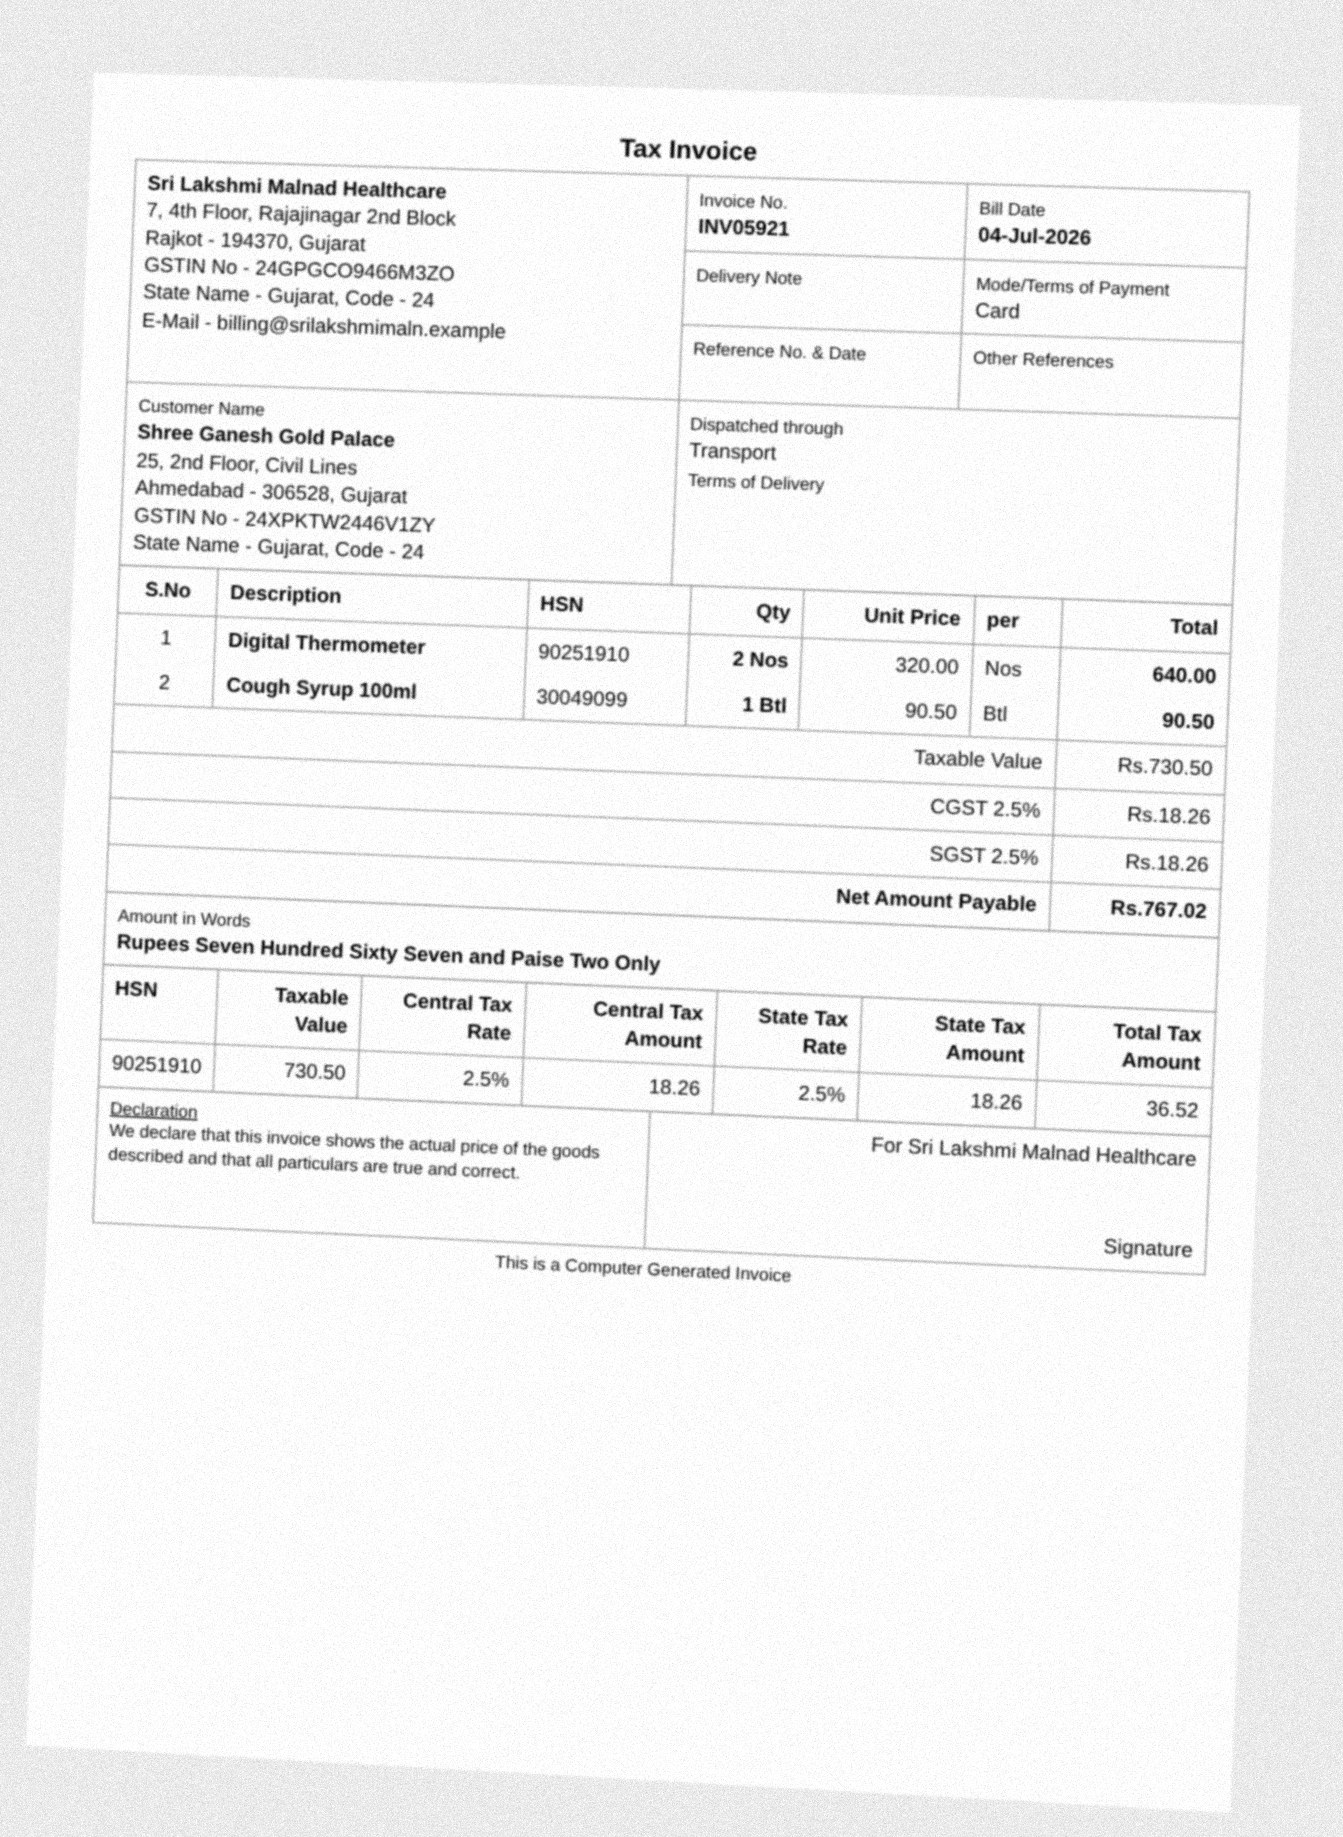 Tax Invoice
Sri Lakshmi Malnad Healthcare
7, 4th Floor, Rajajinagar 2nd Block
Rajkot - 194370, Gujarat
GSTIN No - 24GPGCO9466M3ZO
State Name - Gujarat, Code - 24
E-Mail - billing@srilakshmimaln.example
Invoice No.
INV05921
Bill Date
04-Jul-2026
Delivery Note
Mode/Terms of Payment
Card
Reference No. & Date
Other References
Customer Name
Shree Ganesh Gold Palace
25, 2nd Floor, Civil Lines
Ahmedabad - 306528, Gujarat
GSTIN No - 24XPKTW2446V1ZY
State Name - Gujarat, Code - 24
Dispatched through
Transport
Terms of Delivery
S.No Description HSN Qty Unit Price per Total
1 Digital Thermometer 90251910 2 Nos 320.00 Nos 640.00
2 Cough Syrup 100ml 30049099 1 Btl 90.50 Btl 90.50
Taxable Value Rs.730.50
CGST 2.5% Rs.18.26
SGST 2.5% Rs.18.26
Net Amount Payable Rs.767.02
Amount in Words
Rupees Seven Hundred Sixty Seven and Paise Two Only
HSN Taxable Value Central Tax Rate Central Tax Amount State Tax Rate State Tax Amount Total Tax Amount
90251910 730.50 2.5% 18.26 2.5% 18.26 36.52
Declaration
We declare that this invoice shows the actual price of the goods
described and that all particulars are true and correct.
For Sri Lakshmi Malnad Healthcare
Signature
This is a Computer Generated Invoice